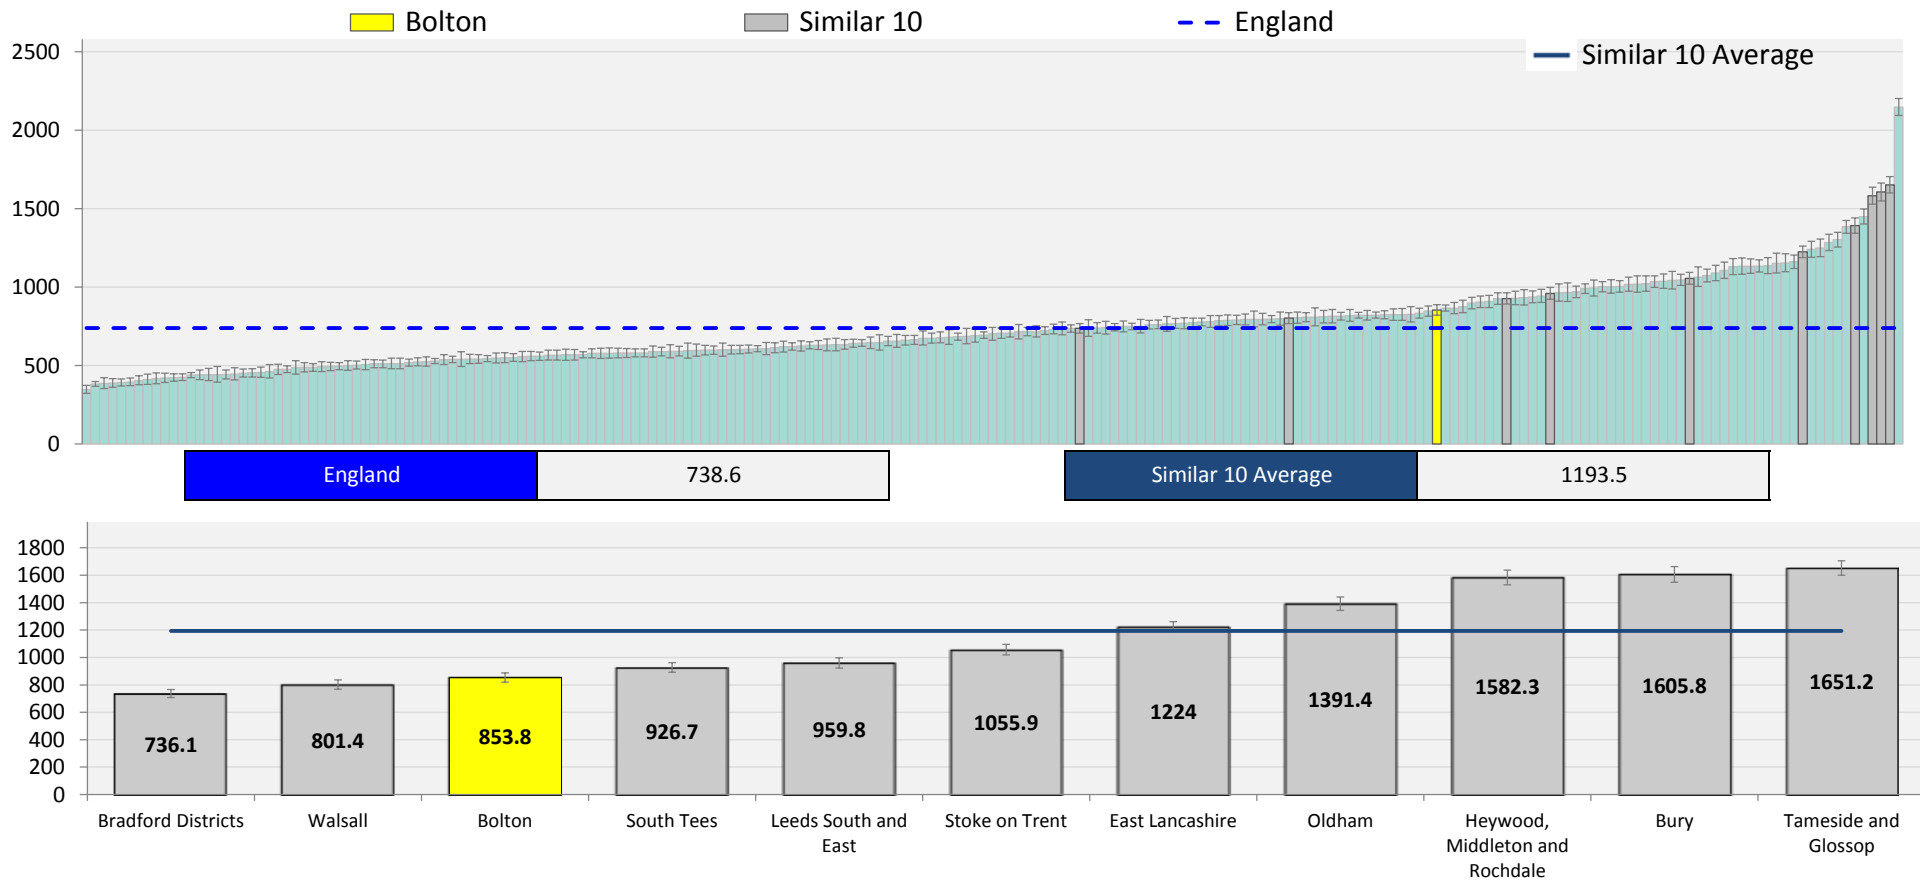 Bolton
Similar 10
England
Similar 10 Average
2500
2000
1500
1000
500
0
England 738.6 Similar 10 Average 1193.5
1800
1600
1400
1200
1000
800
600
400
200
0
736.1 801.4 853.8 926.7 959.8 1055.9 1224 1391.4 1582.3 1605.8 1651.2
Bradford Districts
Walsall
Bolton
South Tees
Leeds South and
East
Stoke on Trent
East Lancashire
Oldham
Heywood,
Middleton and
Rochdale
Bury
Tameside and
Glossop